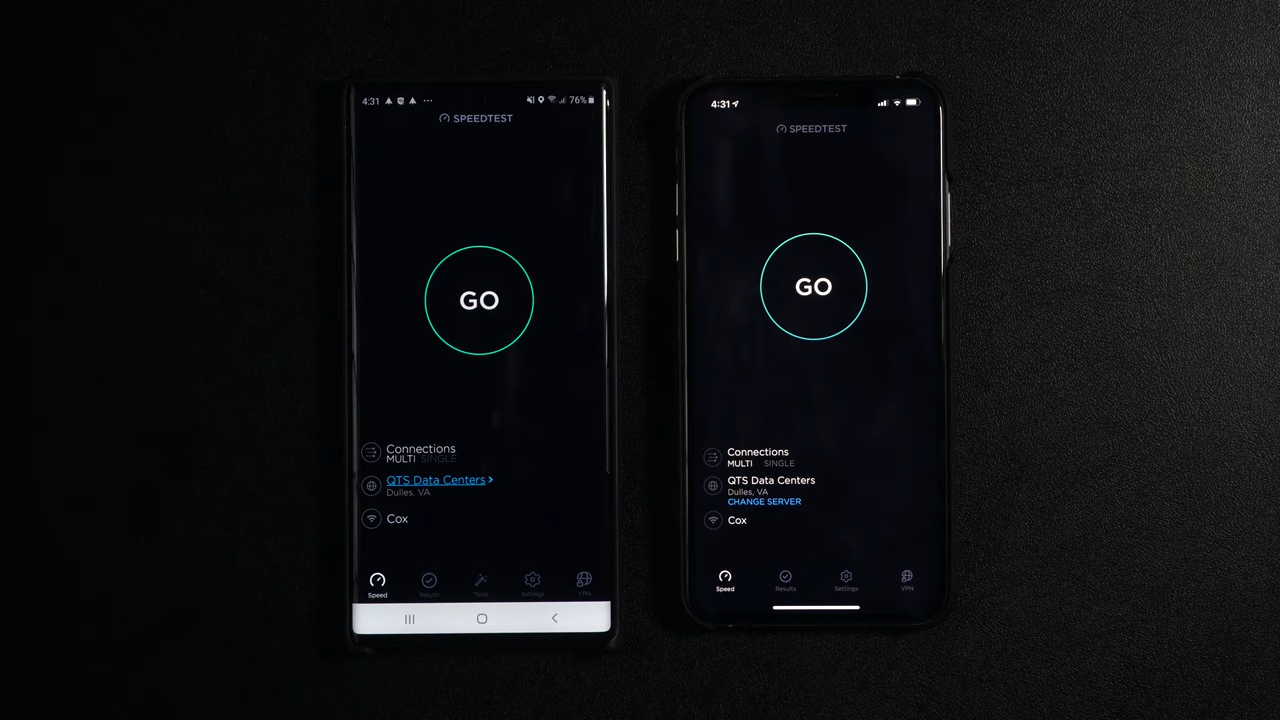 4:31
76%
SPEEDTEST
GO
Connections
MULTI SINGLE
QTS Data Centers
Dulles, VA
Cox
Speed
Results
Tools
Settings
VPN
4:31
SPEEDTEST
GO
Connections
MULTI SINGLE
QTS Data Centers
Dulles, VA
CHANGE SERVER
Cox
Speed
Results
Settings
VPN